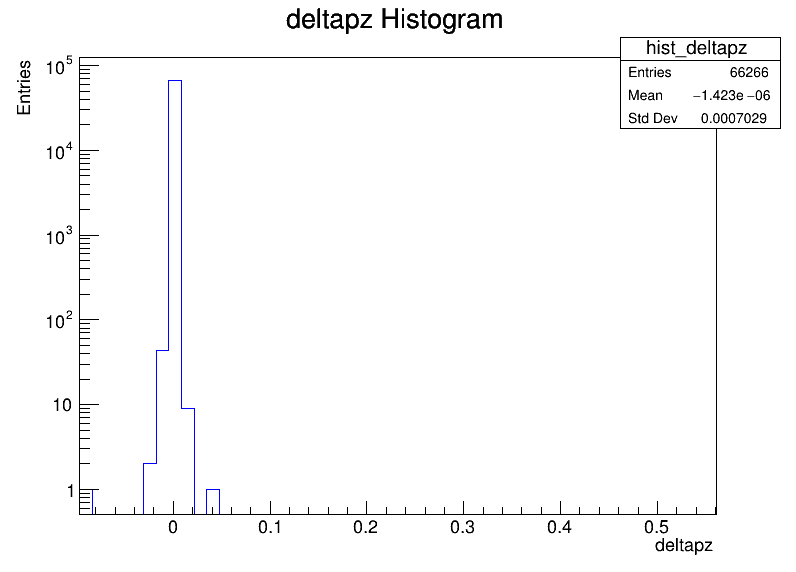 deltapz Histogram
hist_deltapz
Entries 66266
Mean −1.423e−06
Std Dev 0.0007029
Entries
10^5
10^4
10^3
10^2
10
1
0 0.1 0.2 0.3 0.4 0.5
deltapz